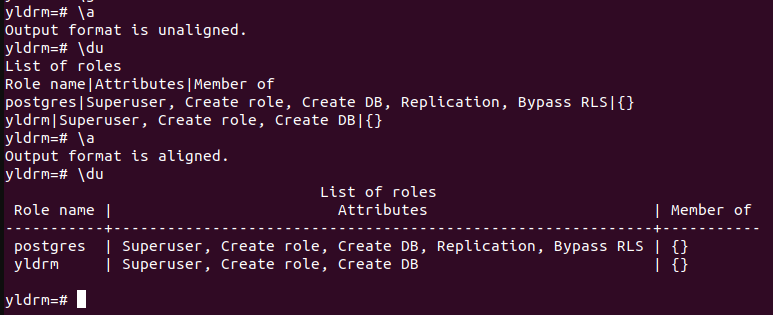 yldrm=# \a
Output format is unaligned.
yldrm=# \du
List of roles
Role name|Attributes|Member of
postgres|Superuser, Create role, Create DB, Replication, Bypass RLS|{}
yldrm|Superuser, Create role, Create DB|{}
yldrm=# \a
Output format is aligned.
yldrm=# \du
                                   List of roles
 Role name |                         Attributes                         | Member of
-----------+------------------------------------------------------------+-----------
 postgres  | Superuser, Create role, Create DB, Replication, Bypass RLS | {}
 yldrm     | Superuser, Create role, Create DB                          | {}
yldrm=#